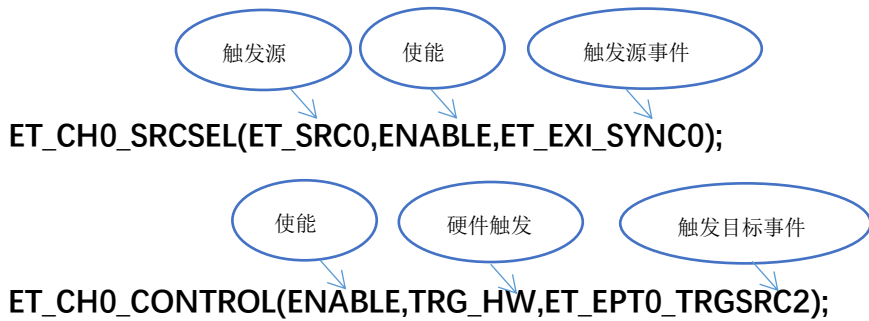 触发源 使能 触发源事件
ET_CH0_SRCSEL(ET_SRC0,ENABLE,ET_EXI_SYNC0);
使能 硬件触发 触发目标事件
ET_CH0_CONTROL(ENABLE,TRG_HW,ET_EPT0_TRGSRC2);